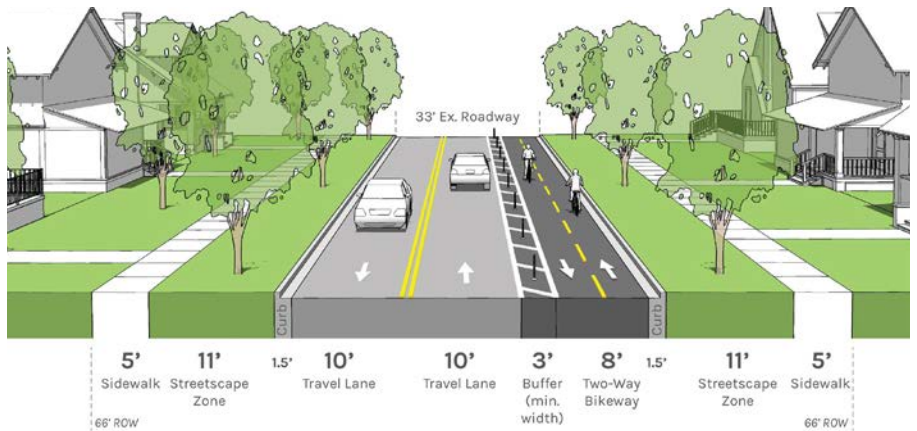 33' Ex. Roadway
Curb
Curb
5' 11' 1.5' 10' 10' 3' 8' 1.5' 11' 5'
Sidewalk Streetscape Zone Travel Lane Travel Lane Buffer (min. width) Two-Way Bikeway Streetscape Zone Sidewalk
66' ROW 66' ROW